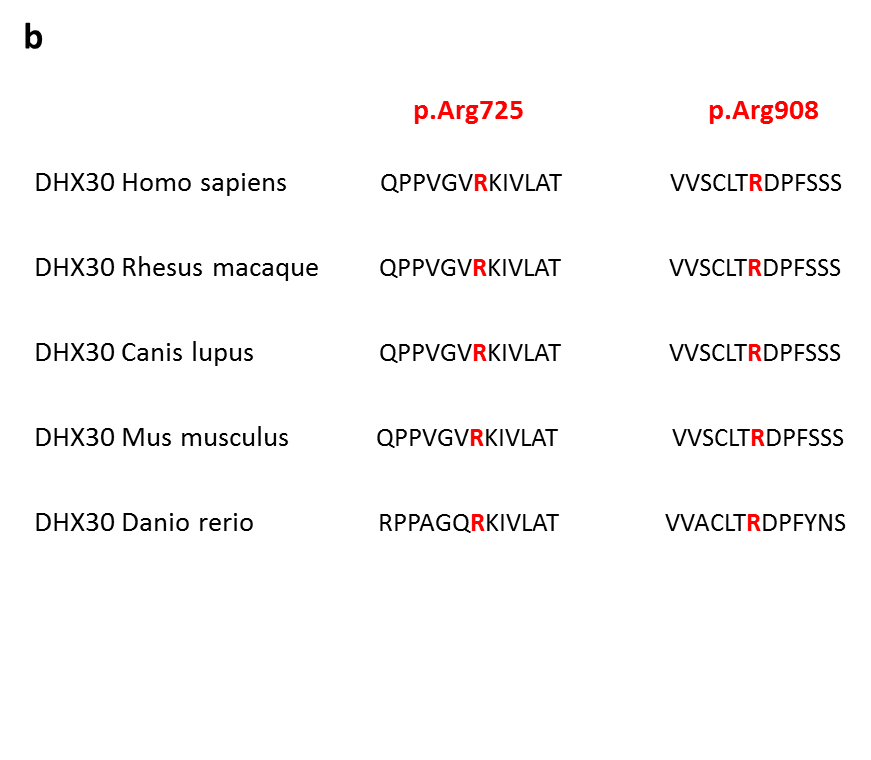 b
p.Arg725 p.Arg908
DHX30 Homo sapiens QPPVGVRKIVLAT VVSCLTRDPFSSS
DHX30 Rhesus macaque QPPVGVRKIVLAT VVSCLTRDPFSSS
DHX30 Canis lupus QPPVGVRKIVLAT VVSCLTRDPFSSS
DHX30 Mus musculus QPPVGVRKIVLAT VVSCLTRDPFSSS
DHX30 Danio rerio RPPAGQRKIVLAT VVACLTRDPFYNS